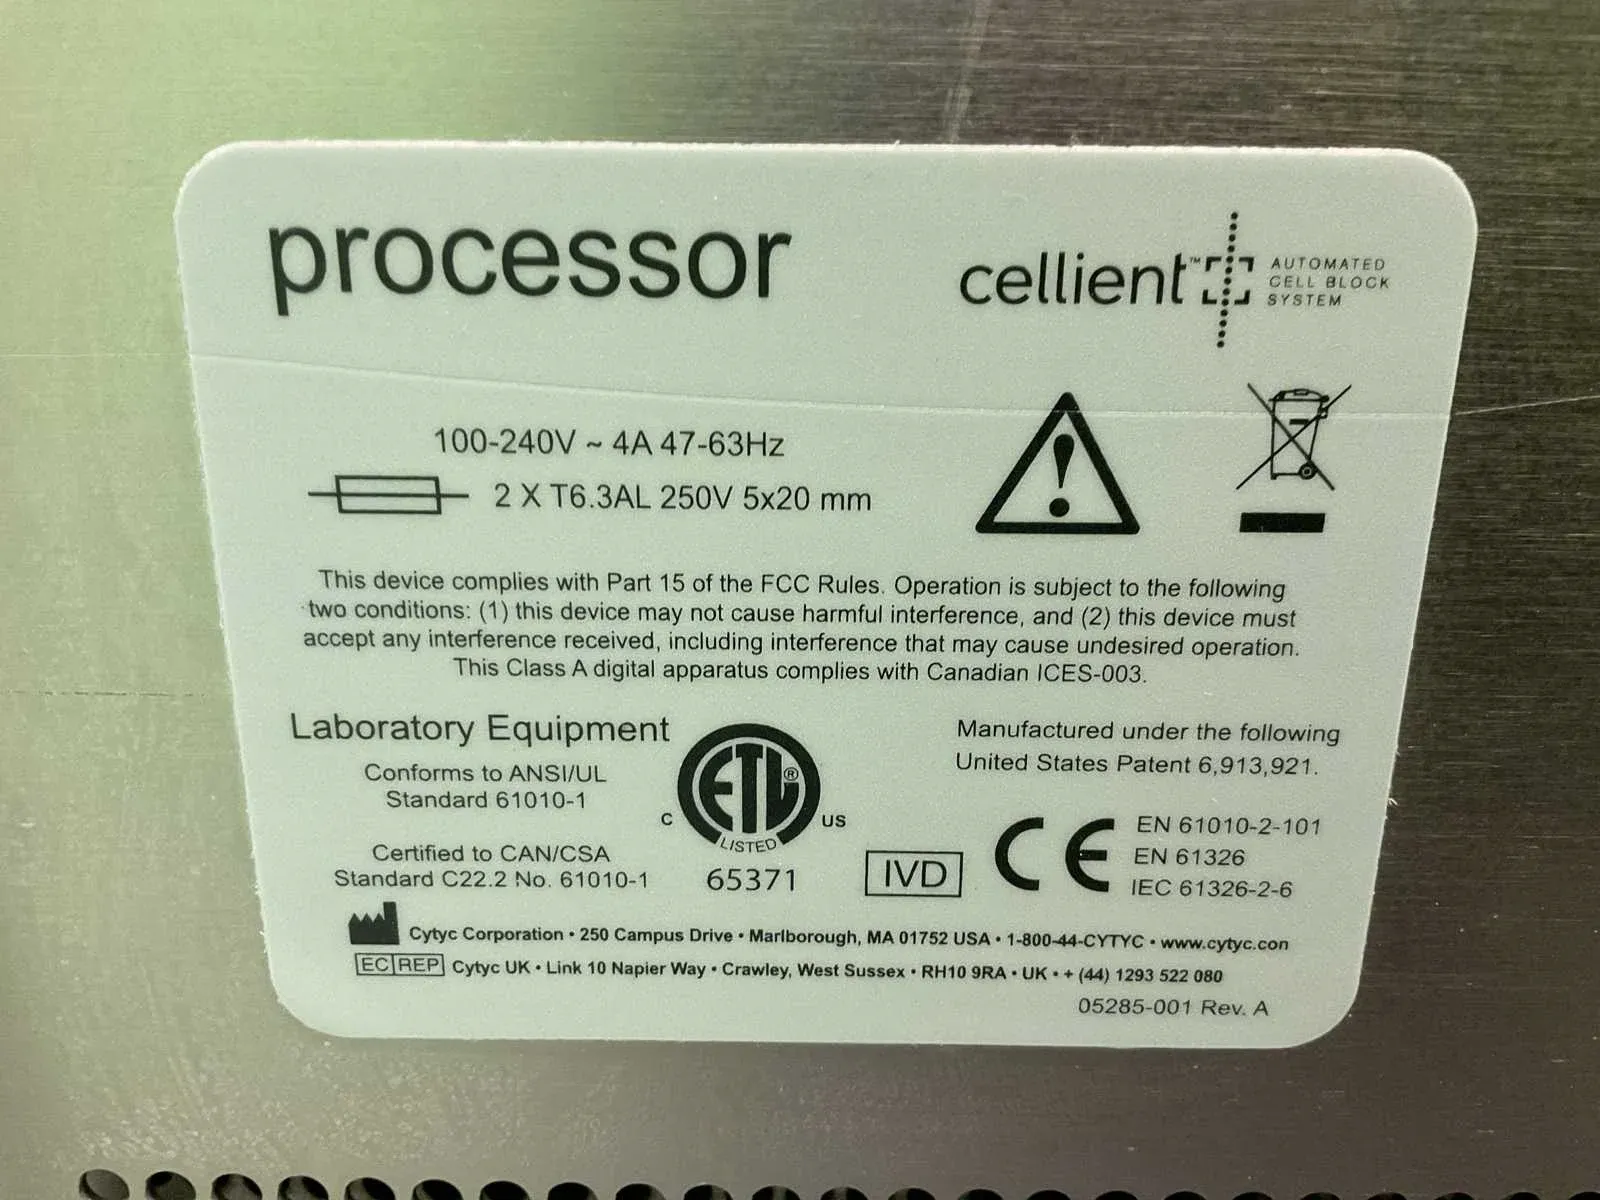 processor
cellient™ AUTOMATED
CELL BLOCK
SYSTEM
100-240V ~ 4A 47-63Hz
2 X T6.3AL 250V 5x20 mm
This device complies with Part 15 of the FCC Rules. Operation is subject to the following
two conditions: (1) this device may not cause harmful interference, and (2) this device must
accept any interference received, including interference that may cause undesired operation.
This Class A digital apparatus complies with Canadian ICES-003.
Laboratory Equipment
Conforms to ANSI/UL
Standard 61010-1
Certified to CAN/CSA
Standard C22.2 No. 61010-1
ETL®
C US
LISTED
65371
Manufactured under the following
United States Patent 6,913,921.
IVD
CE
EN 61010-2-101
EN 61326
IEC 61326-2-6
Cytyc Corporation • 250 Campus Drive • Marlborough, MA 01752 USA • 1-800-44-CYTYC • www.cytyc.con
EC REP Cytyc UK • Link 10 Napier Way • Crawley, West Sussex • RH10 9RA • UK • + (44) 1293 522 080
05285-001 Rev. A